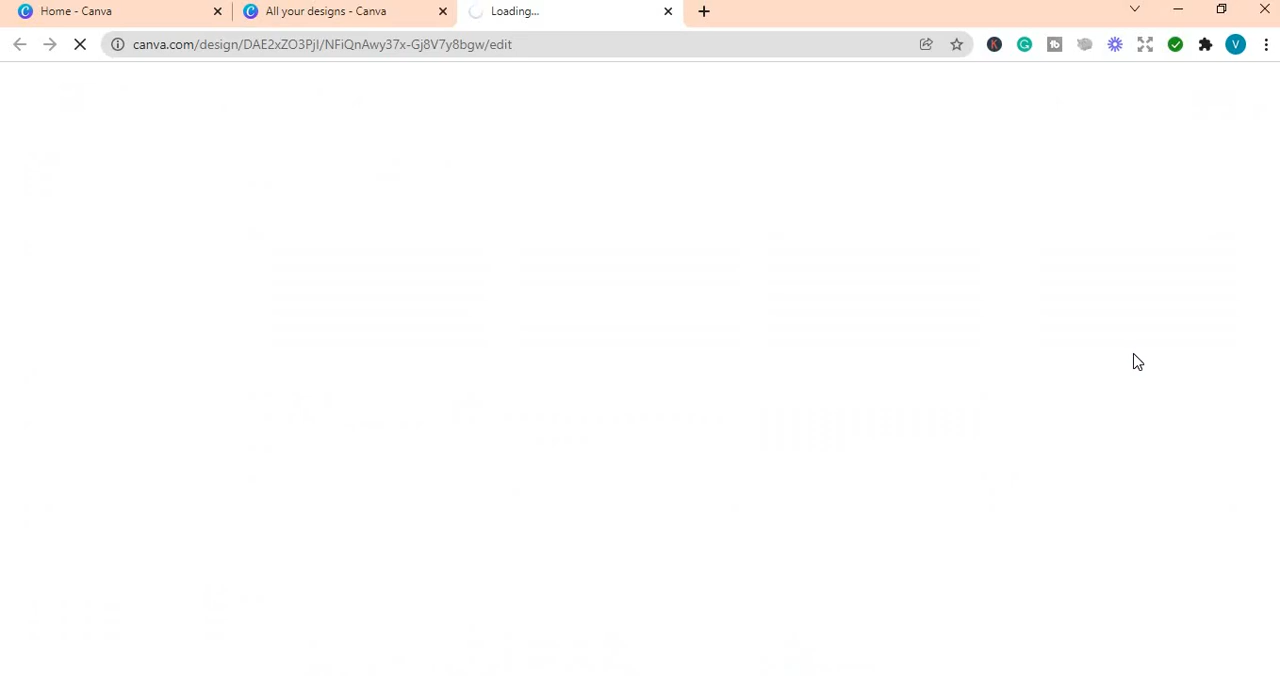 Home - Canva
All your designs - Canva
Loading...
canva.com/design/DAE2xZO3PjI/NFiQnAwy37x-Gj8V7y8bgw/edit
V